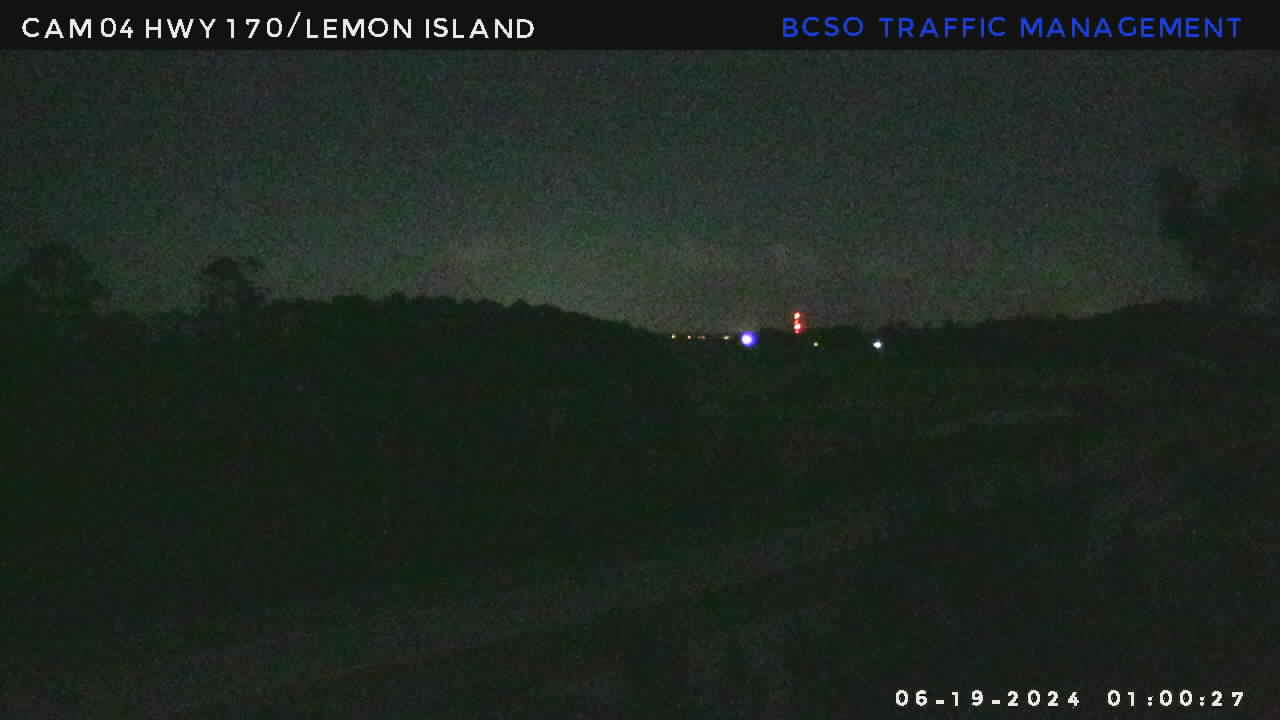 CAM04 HWY 170/LEMON ISLAND
BCSO TRAFFIC MANAGEMENT
06-19-2024 01:00:27